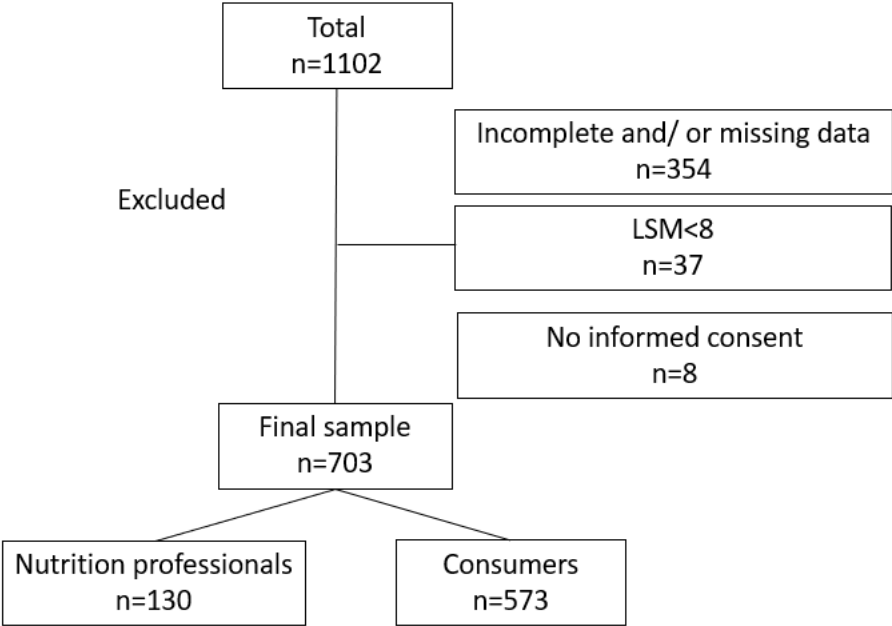 Total
n=1102
Incomplete and/ or missing data
n=354
Excluded
LSM<8
n=37
No informed consent
n=8
Final sample
n=703
Nutrition professionals
n=130
Consumers
n=573